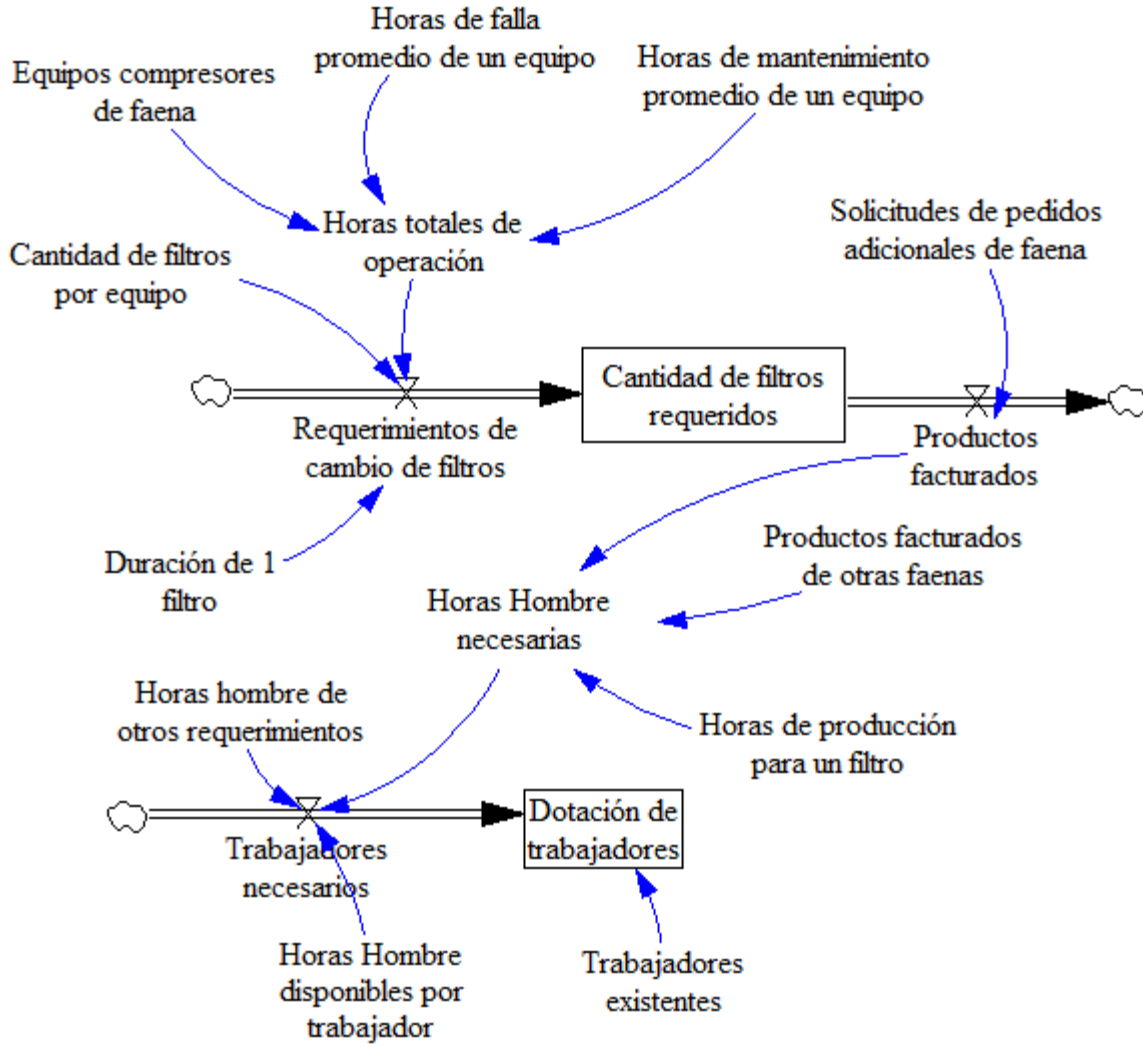 Horas de falla
promedio de un equipo
Equipos compresores
de faena
Horas de mantenimiento
promedio de un equipo
Horas totales de
operación
Solicitudes de pedidos
adicionales de faena
Cantidad de filtros
por equipo
Cantidad de filtros
requeridos
Requerimientos de
cambio de filtros
Productos
facturados
Duración de 1
filtro
Productos facturados
de otras faenas
Horas Hombre
necesarias
Horas hombre de
otros requerimientos
Horas de producción
para un filtro
Dotación de
trabajadores
Trabajadores
necesarios
Horas Hombre
disponibles por
trabajador
Trabajadores
existentes